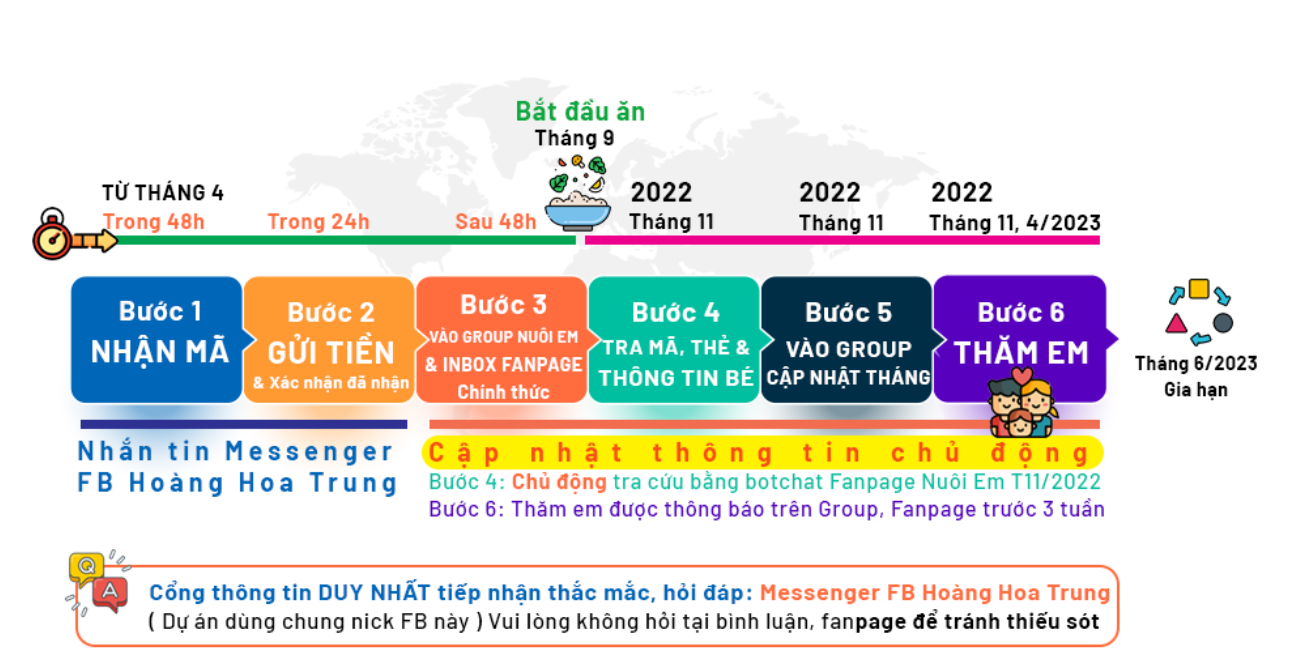 Bắt đầu ăn
Tháng 9
TỪ THÁNG 4
Trong 48h
Trong 24h
Sau 48h
2022
Tháng 11
2022
Tháng 11
2022
Tháng 11, 4/2023
Bước 1
NHẬN MÃ
Bước 2
GỬI TIỀN
& Xác nhận đã nhận
Bước 3
VÀO GROUP NUÔI EM
& INBOX FANPAGE
Chính thức
Bước 4
TRA MÃ, THẺ &
THÔNG TIN BÉ
Bước 5
VÀO GROUP
CẬP NHẬT THÁNG
Bước 6
THĂM EM
Tháng 6/2023
Gia hạn
Nhắn tin Messenger
FB Hoàng Hoa Trung
Cập nhật thông tin chủ động
Bước 4: Chủ động tra cứu bằng botchat Fanpage Nuôi Em T11/2022
Bước 6: Thăm em được thông báo trên Group, Fanpage trước 3 tuần
Q
A
Cổng thông tin DUY NHẤT tiếp nhận thắc mắc, hỏi đáp: Messenger FB Hoàng Hoa Trung
( Dự án dùng chung nick FB này ) Vui lòng không hỏi tại bình luận, fanpage để tránh thiếu sót